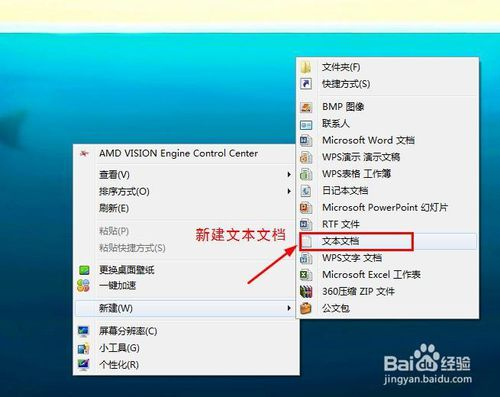 AMD VISION Engine Control Center
查看(V)
排序方式(O)
刷新(E)
粘贴(P)
粘贴快捷方式(S)
更换桌面壁纸
一键加速
新建(W)
屏幕分辨率(C)
小工具(G)
个性化(R)
新建文本文档
文件夹(F)
快捷方式(S)
BMP 图像
联系人
Microsoft Word 文档
WPS演示 演示文稿
WPS表格 工作簿
日记本文档
Microsoft PowerPoint 幻灯片
RTF 文件
文本文档
WPS文字 文档
Microsoft Excel 工作表
360压缩 ZIP 文件
公文包
Bai du 经验
jingyan.baidu.com